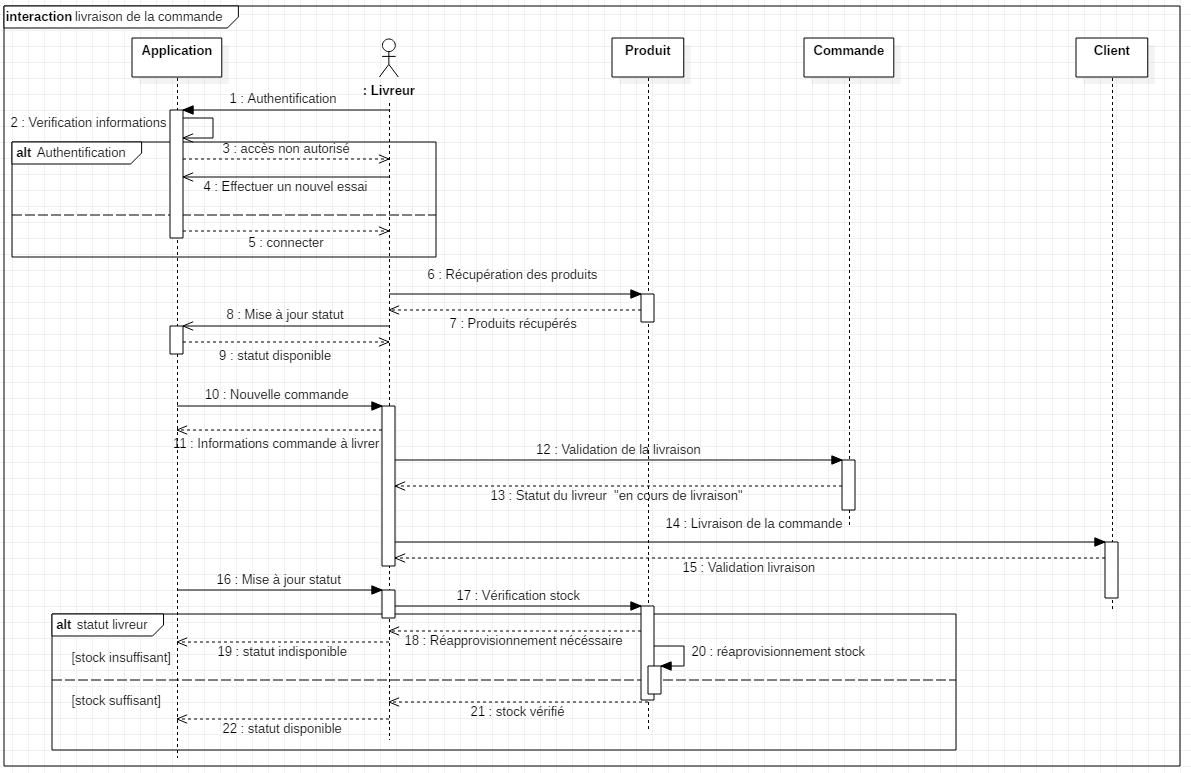 interaction livraison de la commande
Application
: Livreur
Produit
Commande
Client
1 : Authentification
2 : Verification informations
alt Authentification
3 : accès non autorisé
4 : Effectuer un nouvel essai
5 : connecter
6 : Récupération des produits
7 : Produits récupérés
8 : Mise à jour statut
9 : statut disponible
10 : Nouvelle commande
11 : Informations commande à livrer
12 : Validation de la livraison
13 : Statut du livreur "en cours de livraison"
14 : Livraison de la commande
15 : Validation livraison
16 : Mise à jour statut
17 : Vérification stock
alt statut livreur
18 : Réapprovisionnement nécéssaire
19 : statut indisponible
[stock insuffisant]
20 : réaprovisionnement stock
[stock suffisant]
21 : stock vérifié
22 : statut disponible